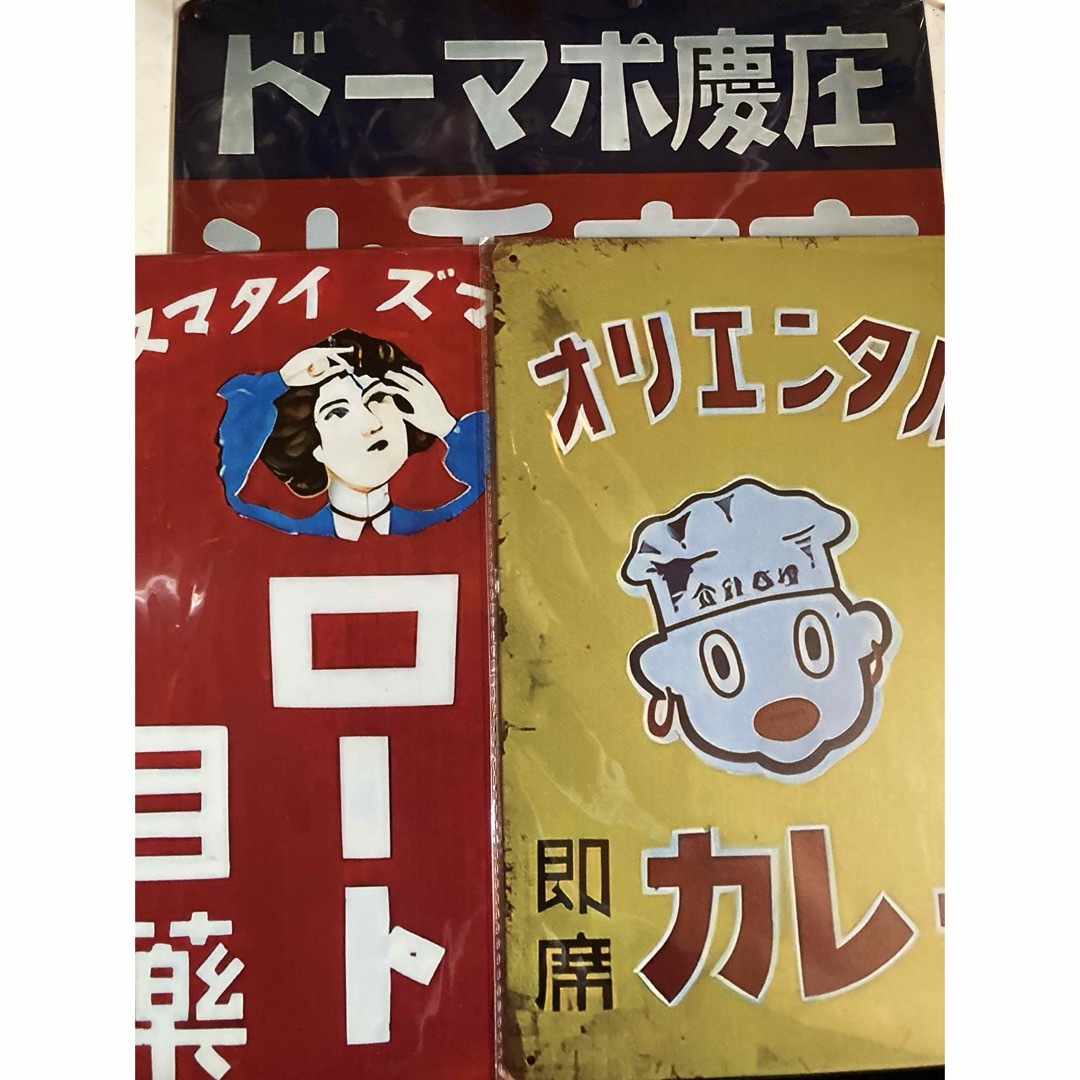 庄慶ポマード
ズ イタマス
ロート
目薬
オリエンタル
即席
カレー